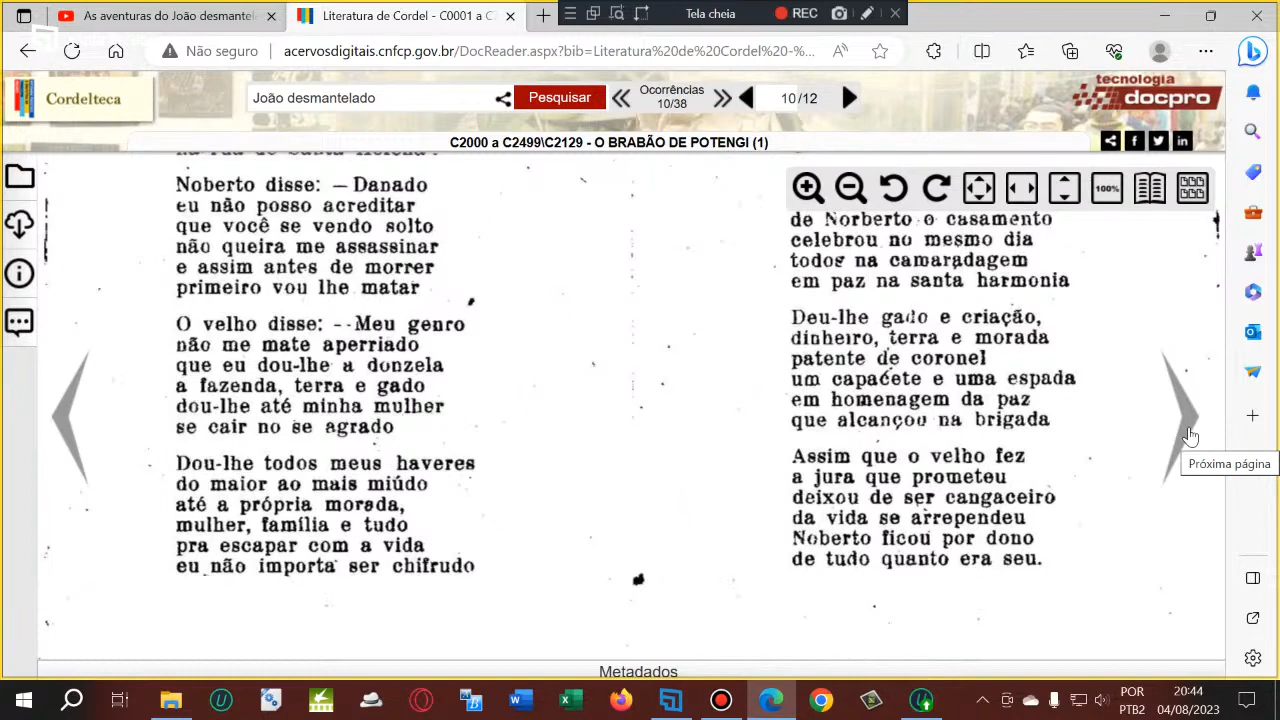 As aventuras do João desmantel
Literatura de Cordel - C0001 a C2
Tela cheia
REC
Não seguro
acervosdigitais.cnfcp.gov.br/DocReader.aspx?bib=Literatura%20de%20Cordel%20-%...
Cordelteca
João desmantelado
Pesquisar
Ocorrências
10/38
10/12
tecnologia
docpro
C2000 a C2499\C2129 - O BRABÃO DE POTENGI (1)
100%
Noberto disse: — Danado
eu não posso acreditar
que você se vendo solto
não queira me assassinar
e assim antes de morrer
primeiro vou lhe matar
O velho disse: --Meu genro
não me mate aperriado
que eu dou-lhe a donzela
a fazenda, terra e gado
dou-lhe até minha mulher
se cair no se agrado
Dou-lhe todos meus haveres
do maior ao mais miúdo
até a própria morada,
mulher, família e tudo
pra escapar com a vida
eu não importa ser chifrudo
de Norberto o casamento
celebrou no mesmo dia
todos na camaradagem
em paz na santa harmonia
Deu-lhe gado e criação,
dinheiro, terra e morada
patente de coronel
um capacete e uma espada
em homenagem da paz
que alcançou na brigada
Assim que o velho fez
a jura que prometeu
deixou de ser cangaceiro
da vida se arrependeu
Noberto ficou por dono
de tudo quanto era seu.
Próxima página
Metadados
POR
PTB2
20:44
04/08/2023